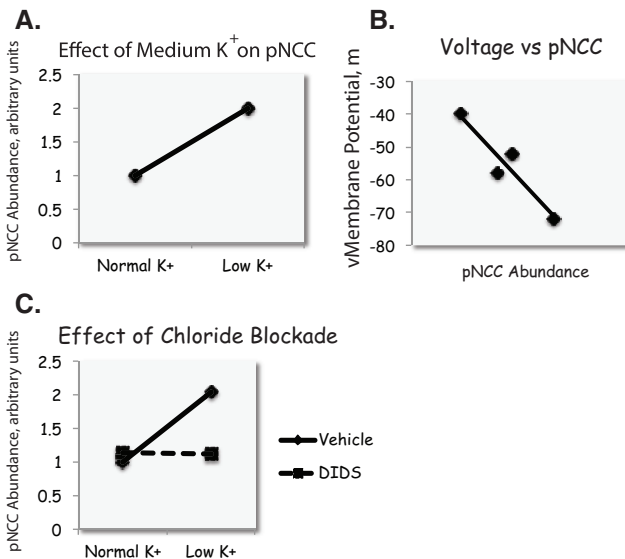 A.
Effect of Medium K+ on pNCC
pNCC Abundance, arbitrary units
2.5
2
1.5
1
0.5
0
Normal K+ Low K+
B.
Voltage vs pNCC
vMembrane Potential, m
-30
-40
-50
-60
-70
-80
pNCC Abundance
C.
Effect of Chloride Blockade
pNCC Abundance, arbitrary units
2.5
2
1.5
1
0.5
0
Normal K+ Low K+
Vehicle
DIDS